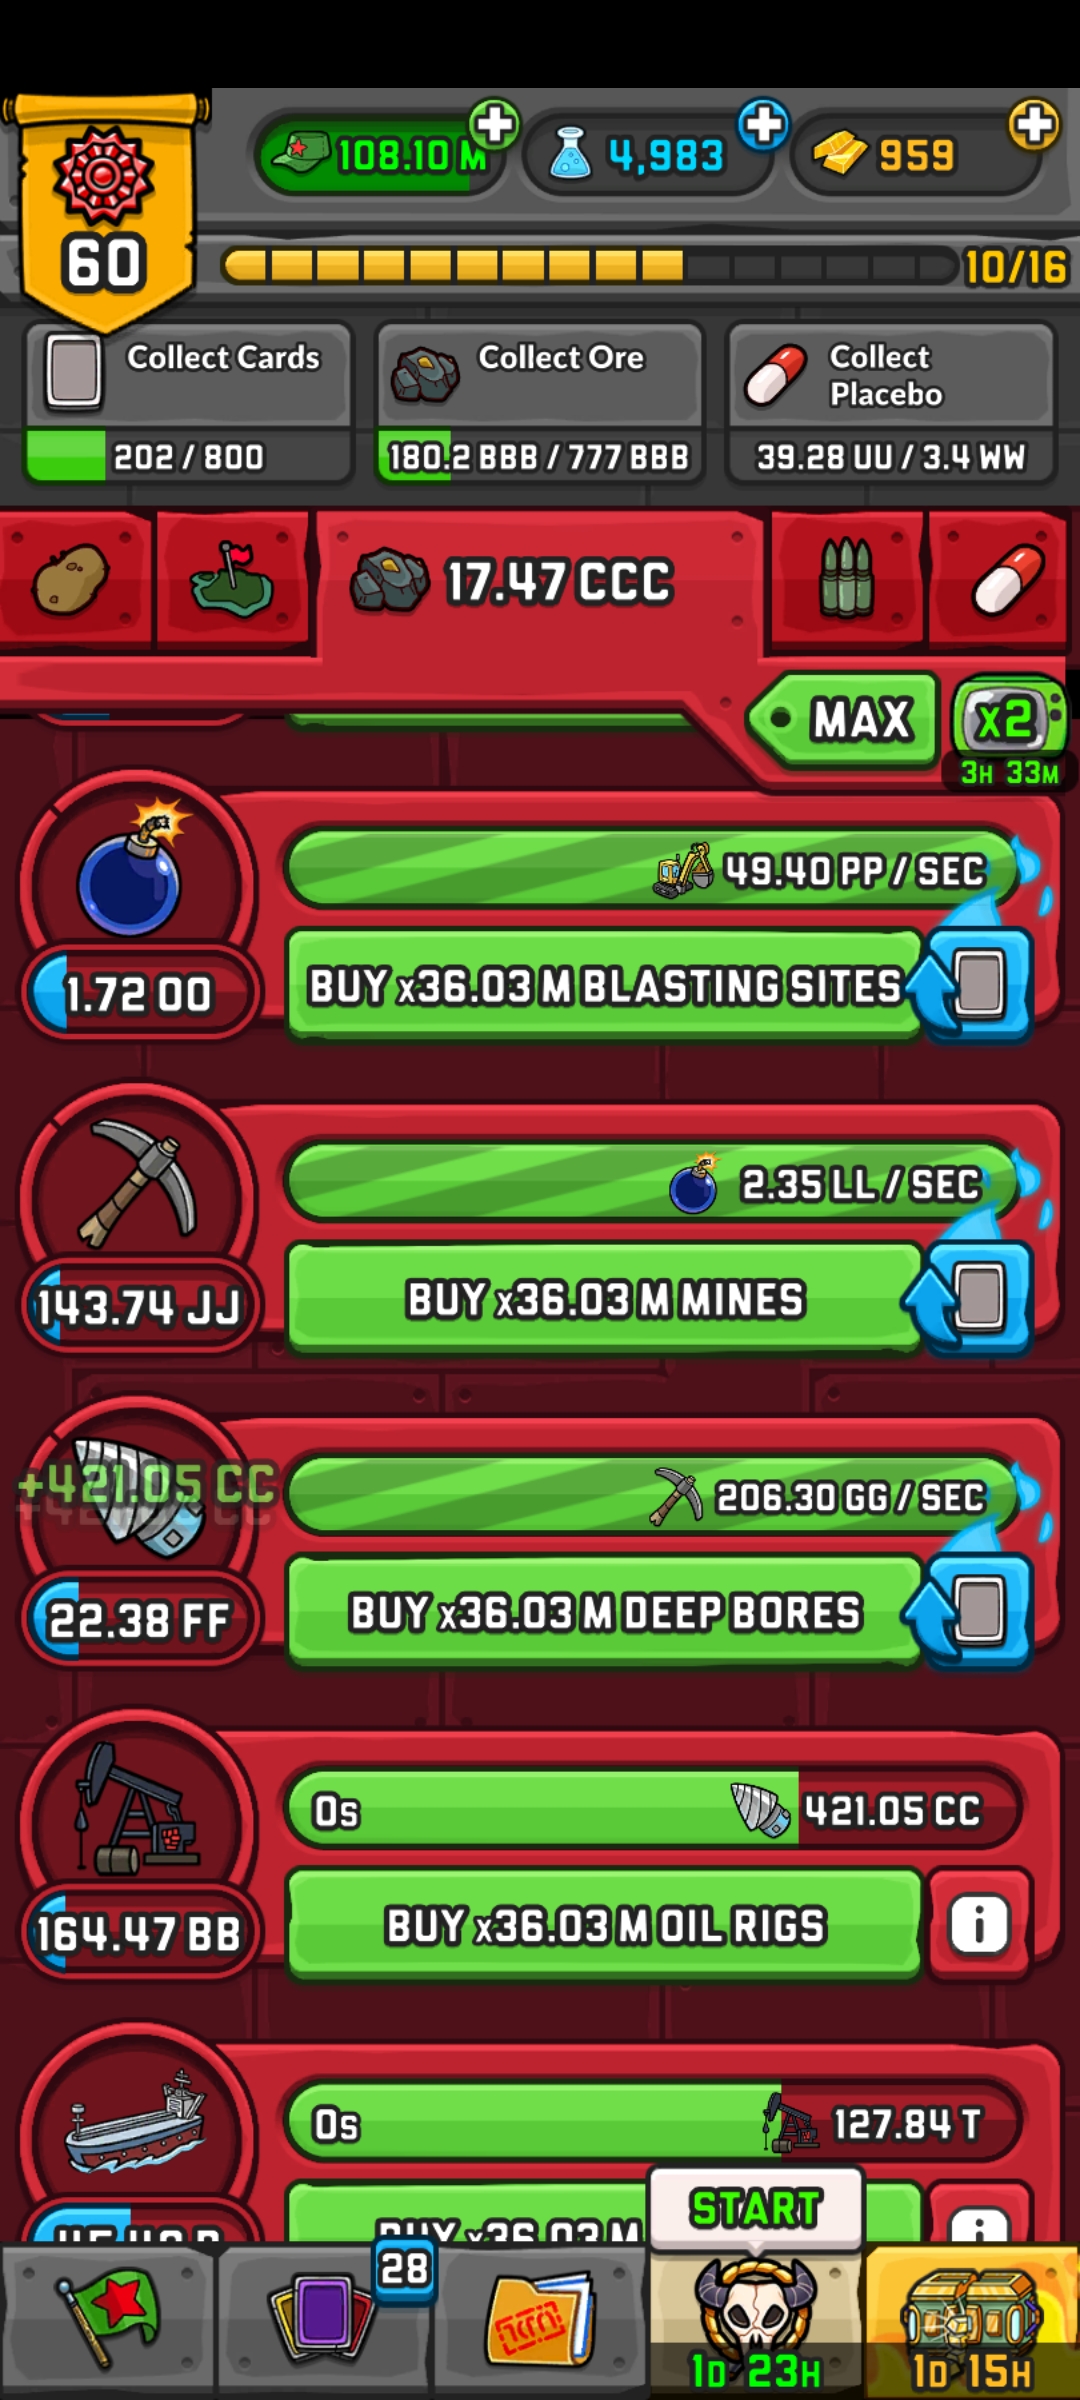 108.10 M
4,983
959
60
10/16
Collect Cards
202 / 800
Collect Ore
180.2 BBB / 777 BBB
Collect
Placebo
39.28 UU / 3.4 WW
17.47 CCC
MAX
x2
3H 33M
49.40 PP / SEC
1.72 OO
BUY x36.03 M BLASTING SITES
2.35 LL / SEC
143.74 JJ
BUY x36.03 M MINES
+421.05 CC
206.30 GG / SEC
22.38 FF
BUY x36.03 M DEEP BORES
0s
421.05 CC
164.47 BB
BUY x36.03 M OIL RIGS
i
0s
127.84 T
BUY x36.03 M
i
START
28
1D 23H
1D 15H